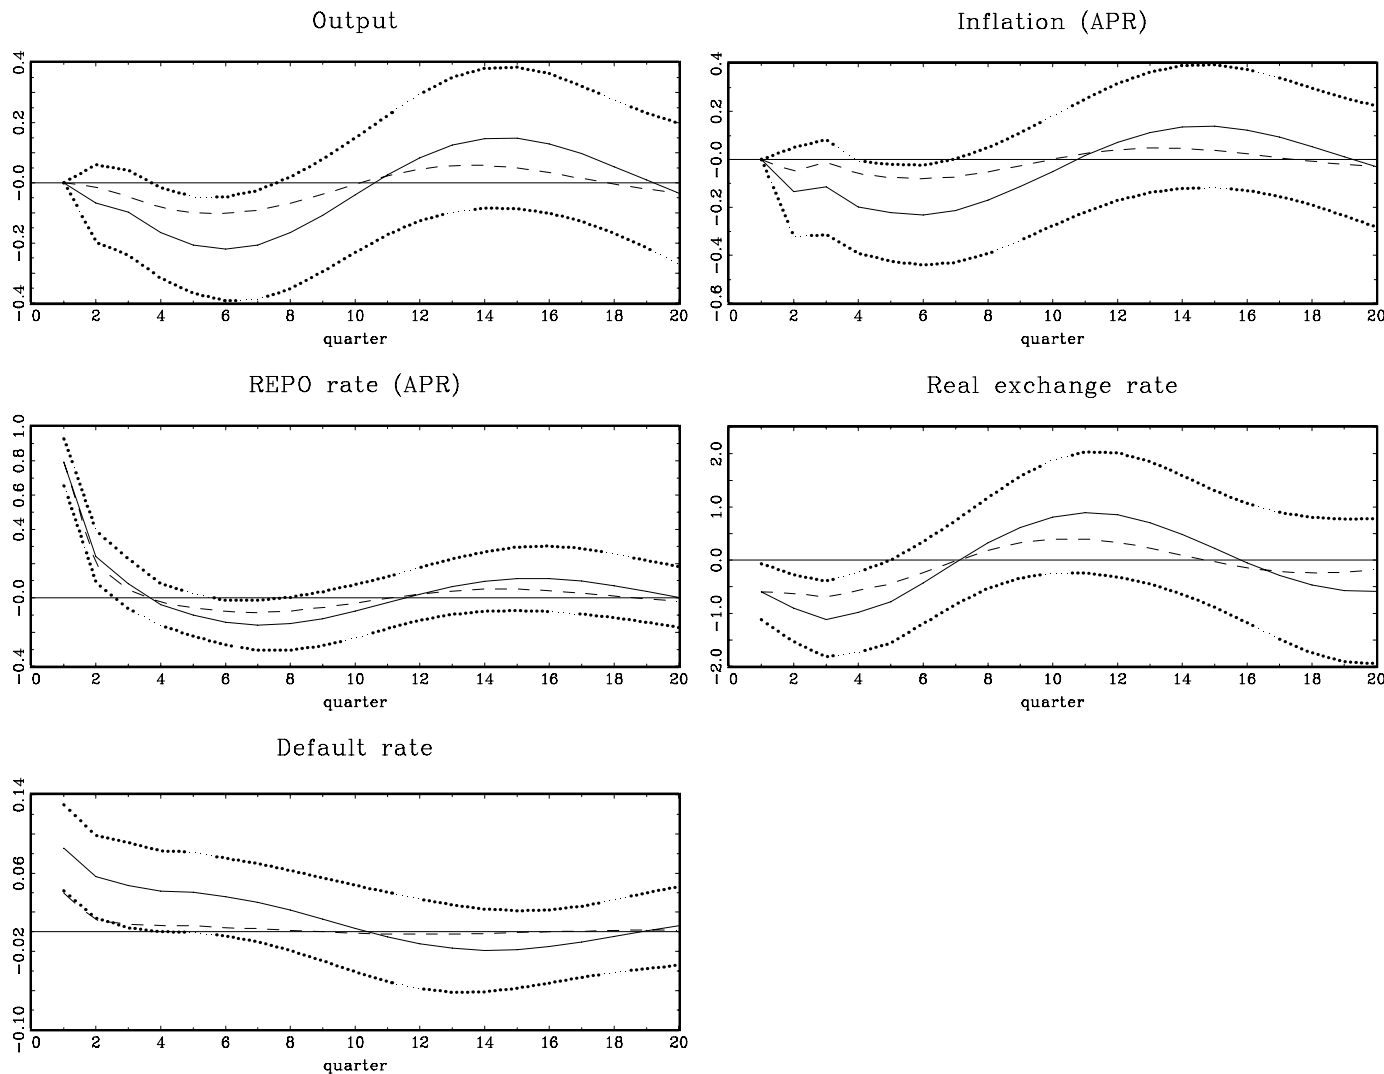 Output
0.4
0.2
−0.0
−0.2
−0.4
0 2 4 6 8 10 12 14 16 18 20
quarter
Inflation (APR)
0.4
0.2
−0.0
−0.2
−0.4
−0.6
0 2 4 6 8 10 12 14 16 18 20
quarter
REPO rate (APR)
1.0
0.8
0.6
0.4
−0.0
−0.4
0 2 4 6 8 10 12 14 16 18 20
quarter
Real exchange rate
2.0
1.0
0.0
−1.0
−2.0
0 2 4 6 8 10 12 14 16 18 20
quarter
Default rate
0.14
0.06
−0.02
−0.10
0 2 4 6 8 10 12 14 16 18 20
quarter